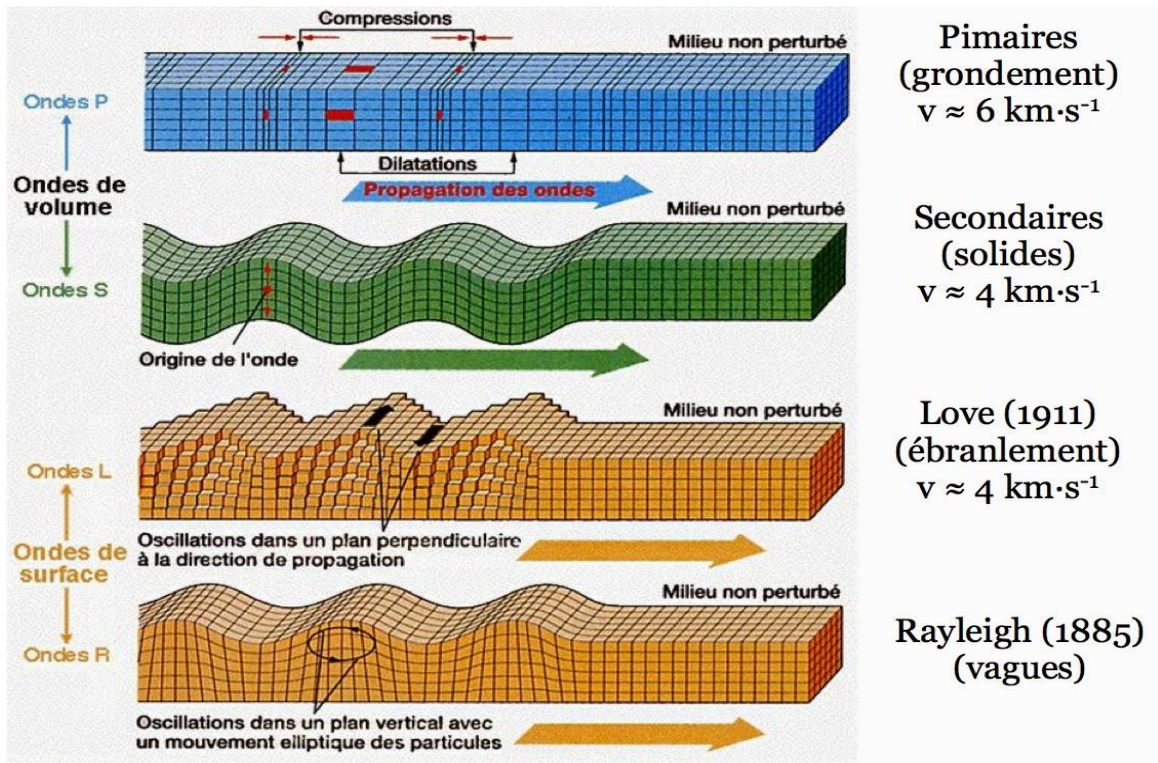 Compressions
Milieu non perturbé
Ondes P
Dilatations
Propagation des ondes
Pimaires
(grondement)
v ≈ 6 km·s⁻¹
Ondes de
volume
Milieu non perturbé
Ondes S
Origine de l'onde
Secondaires
(solides)
v ≈ 4 km·s⁻¹
Milieu non perturbé
Ondes L
Oscillations dans un plan perpendiculaire
à la direction de propagation
Love (1911)
(ébranlement)
v ≈ 4 km·s⁻¹
Ondes de
surface
Milieu non perturbé
Ondes R
Oscillations dans un plan vertical avec
un mouvement elliptique des particules
Rayleigh (1885)
(vagues)